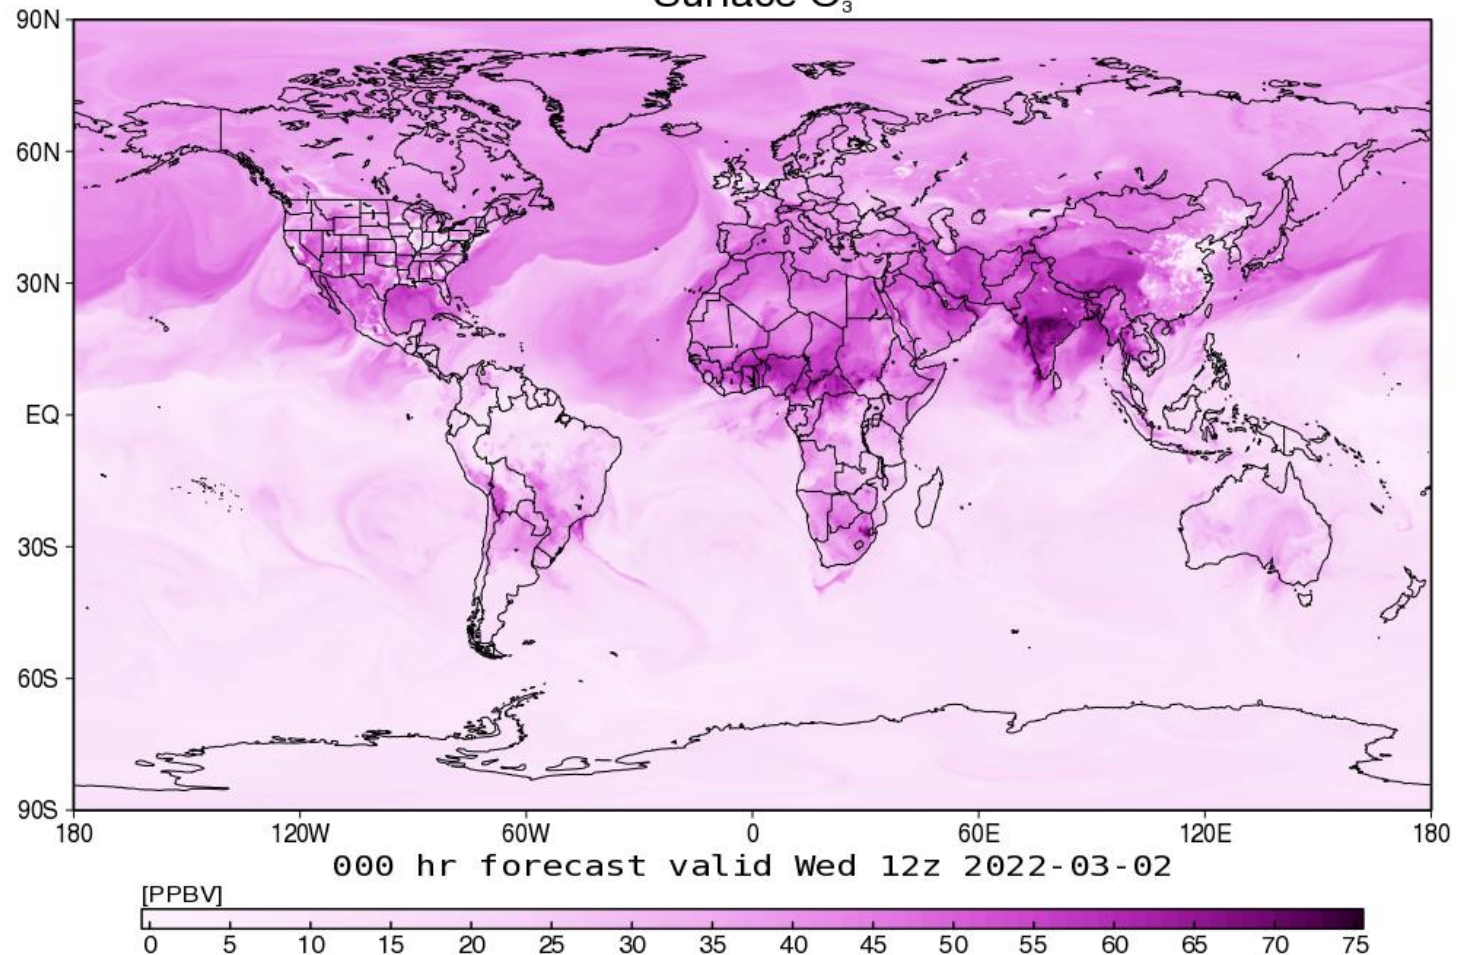 Surface O₃
90N
60N
30N
EQ
30S
60S
90S
180 120W 60W 0 60E 120E 180
000 hr forecast valid Wed 12z 2022-03-02
[PPBV]
0 5 10 15 20 25 30 35 40 45 50 55 60 65 70 75